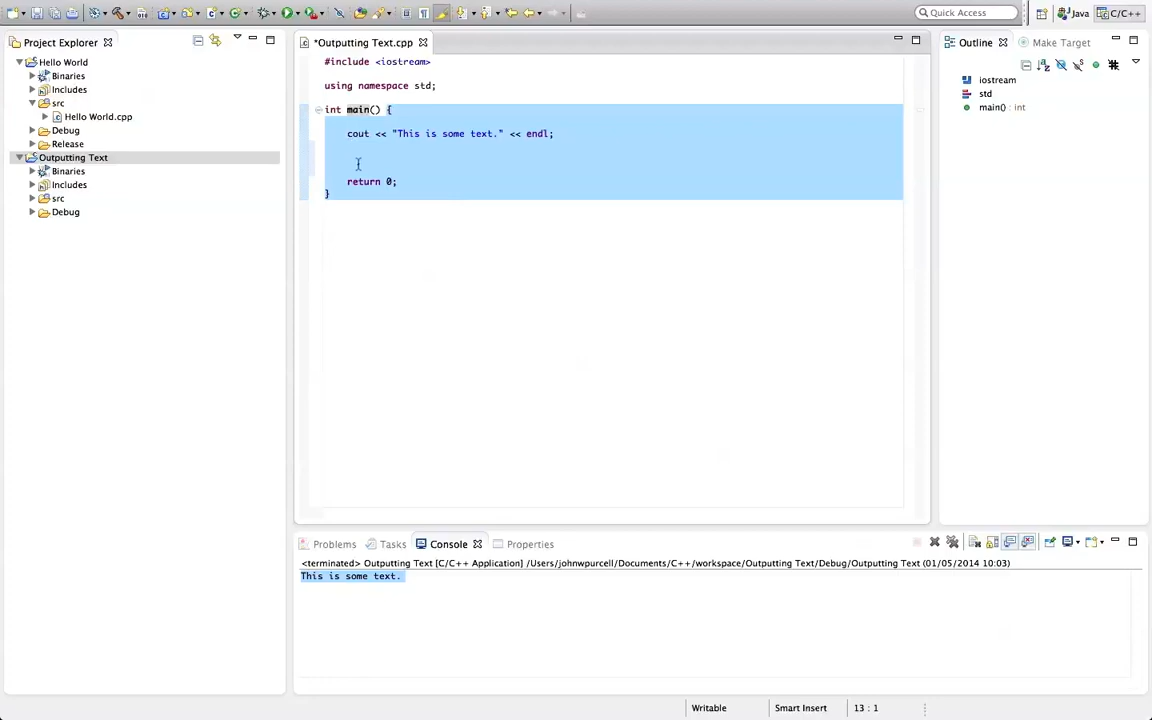 Quick Access
Java
C/C++
Project Explorer
*Outputting Text.cpp
Outline
Make Target
Hello World
Binaries
Includes
src
Hello World.cpp
Debug
Release
Outputting Text
Binaries
Includes
src
Debug
#include <iostream>
using namespace std;
int main() {
cout << "This is some text." << endl;
return 0;
}
iostream
std
main() : int
Problems
Tasks
Console
Properties
<terminated> Outputting Text [C/C++ Application] /Users/johnwpurcell/Documents/C++/workspace/Outputting Text/Debug/Outputting Text (01/05/2014 10:03)
This is some text.
Writable
Smart Insert
13 : 1